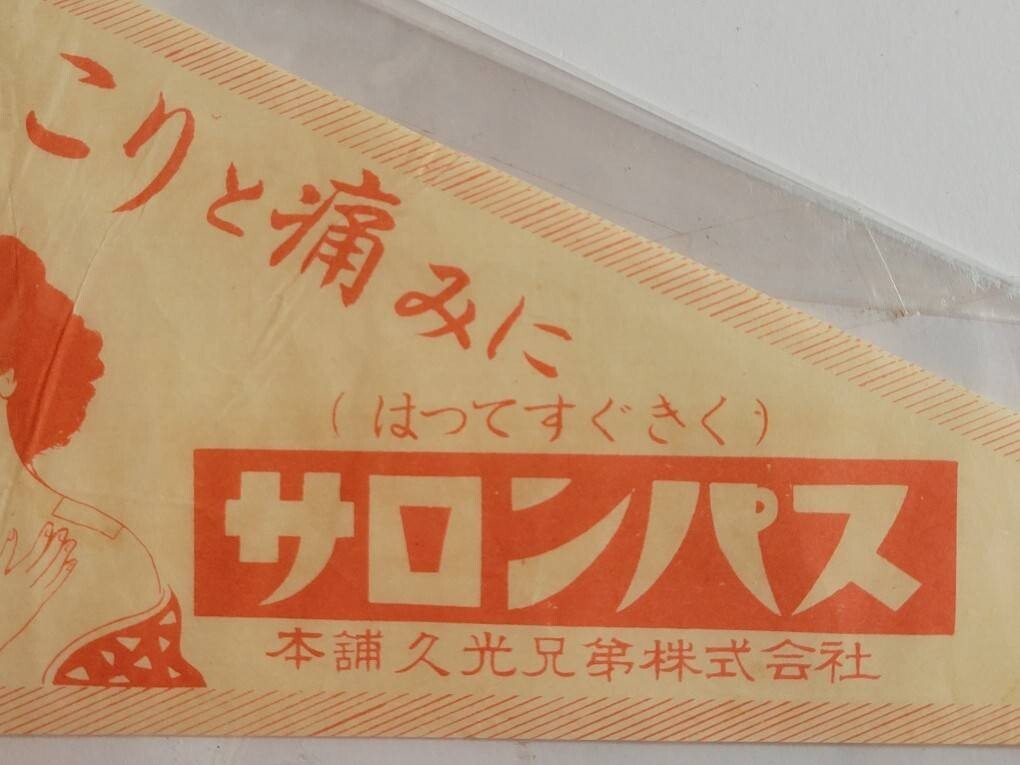 こりと痛みに
（はってすぐきく）
サロンパス
本舗 久光兄弟株式会社